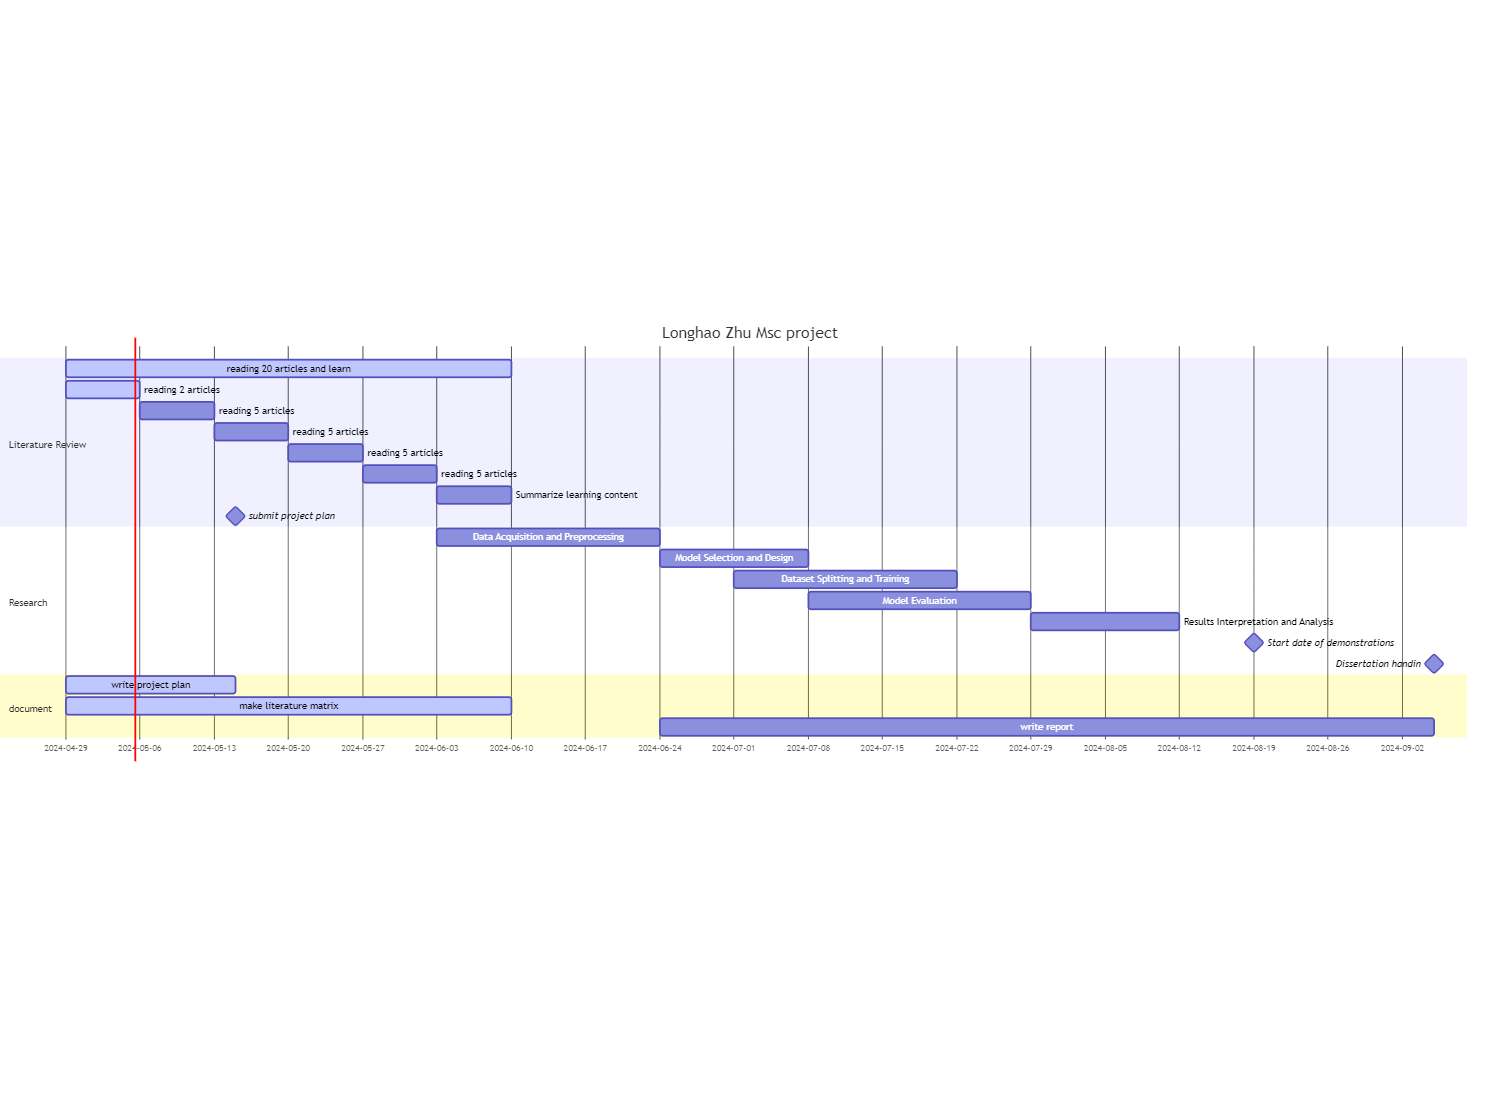 Longhao Zhu Msc project
reading 20 articles and learn
reading 2 articles
reading 5 articles
reading 5 articles
Literature Review
reading 5 articles
reading 5 articles
Summarize learning content
submit project plan
Data Acquisition and Preprocessing
Model Selection and Design
Dataset Splitting and Training
Research
Model Evaluation
Results Interpretation and Analysis
Start date of demonstrations
Dissertation handin
write project plan
document
make literature matrix
write report
2024-04-29 2024-05-06 2024-05-13 2024-05-20 2024-05-27 2024-06-03 2024-06-10 2024-06-17 2024-06-24 2024-07-01 2024-07-08 2024-07-15 2024-07-22 2024-07-29 2024-08-05 2024-08-12 2024-08-19 2024-08-26 2024-09-02